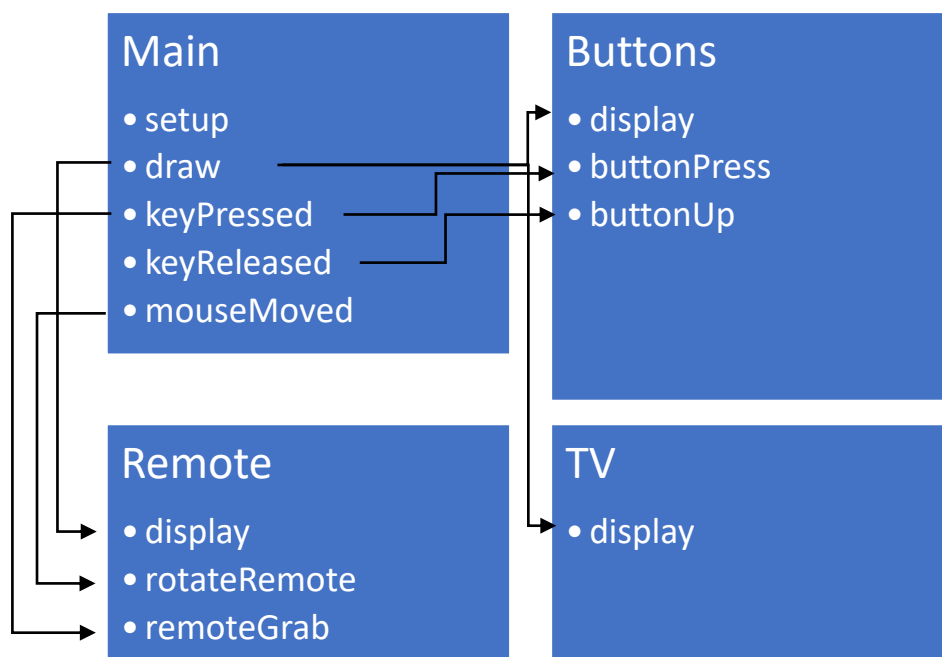 Main
• setup
• draw
• keyPressed
• keyReleased
• mouseMoved
Buttons
• display
• buttonPress
• buttonUp
Remote
• display
• rotateRemote
• remoteGrab
TV
• display